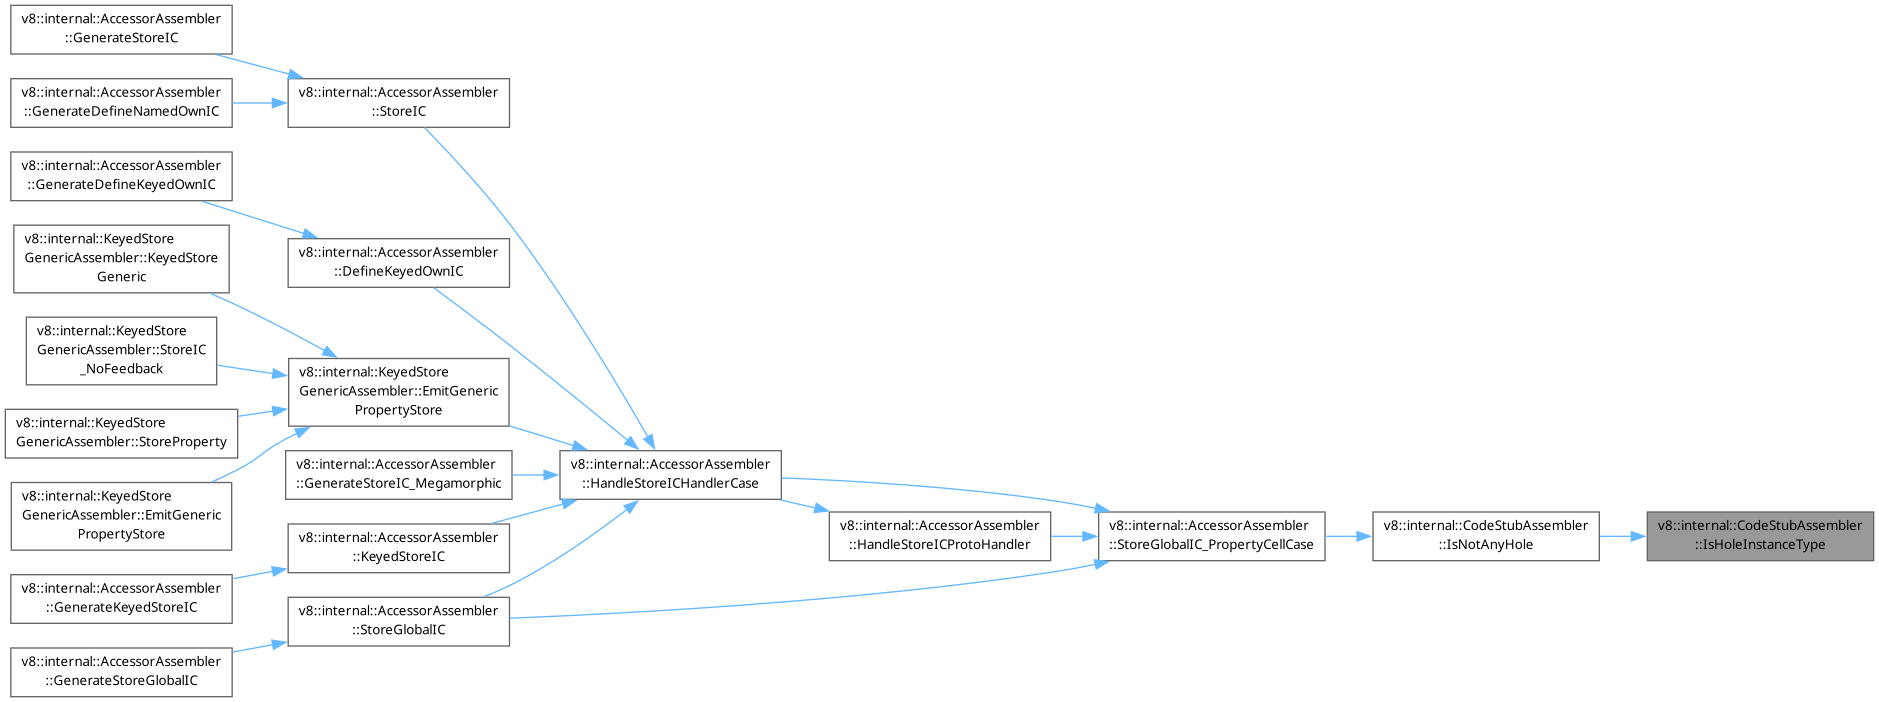 v8::internal::AccessorAssembler
::GenerateStoreIC
v8::internal::AccessorAssembler
::GenerateDefineNamedOwnIC
v8::internal::AccessorAssembler
::StoreIC
v8::internal::AccessorAssembler
::GenerateDefineKeyedOwnIC
v8::internal::KeyedStore
GenericAssembler::KeyedStore
Generic
v8::internal::AccessorAssembler
::DefineKeyedOwnIC
v8::internal::KeyedStore
GenericAssembler::StoreIC
_NoFeedback
v8::internal::KeyedStore
GenericAssembler::EmitGeneric
PropertyStore
v8::internal::KeyedStore
GenericAssembler::StoreProperty
v8::internal::AccessorAssembler
::GenerateStoreIC_Megamorphic
v8::internal::AccessorAssembler
::HandleStoreICHandlerCase
v8::internal::KeyedStore
GenericAssembler::EmitGeneric
PropertyStore
v8::internal::AccessorAssembler
::KeyedStoreIC
v8::internal::AccessorAssembler
::HandleStoreICProtoHandler
v8::internal::AccessorAssembler
::StoreGlobalIC_PropertyCellCase
v8::internal::CodeStubAssembler
::IsNotAnyHole
v8::internal::CodeStubAssembler
::IsHoleInstanceType
v8::internal::AccessorAssembler
::GenerateKeyedStoreIC
v8::internal::AccessorAssembler
::StoreGlobalIC
v8::internal::AccessorAssembler
::GenerateStoreGlobalIC